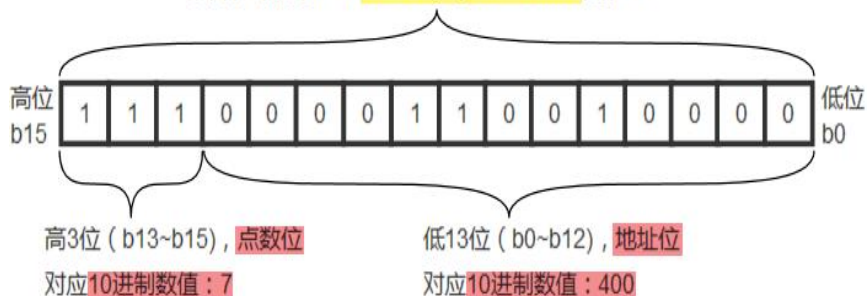 高位 1 1 1 0 0 0 0 1 1 0 0 1 0 0 0 0 低位
b15 b0
高3位（b13~b15），点数位 低13位（b0~b12），地址位
对应10进制数值：7 对应10进制数值：400